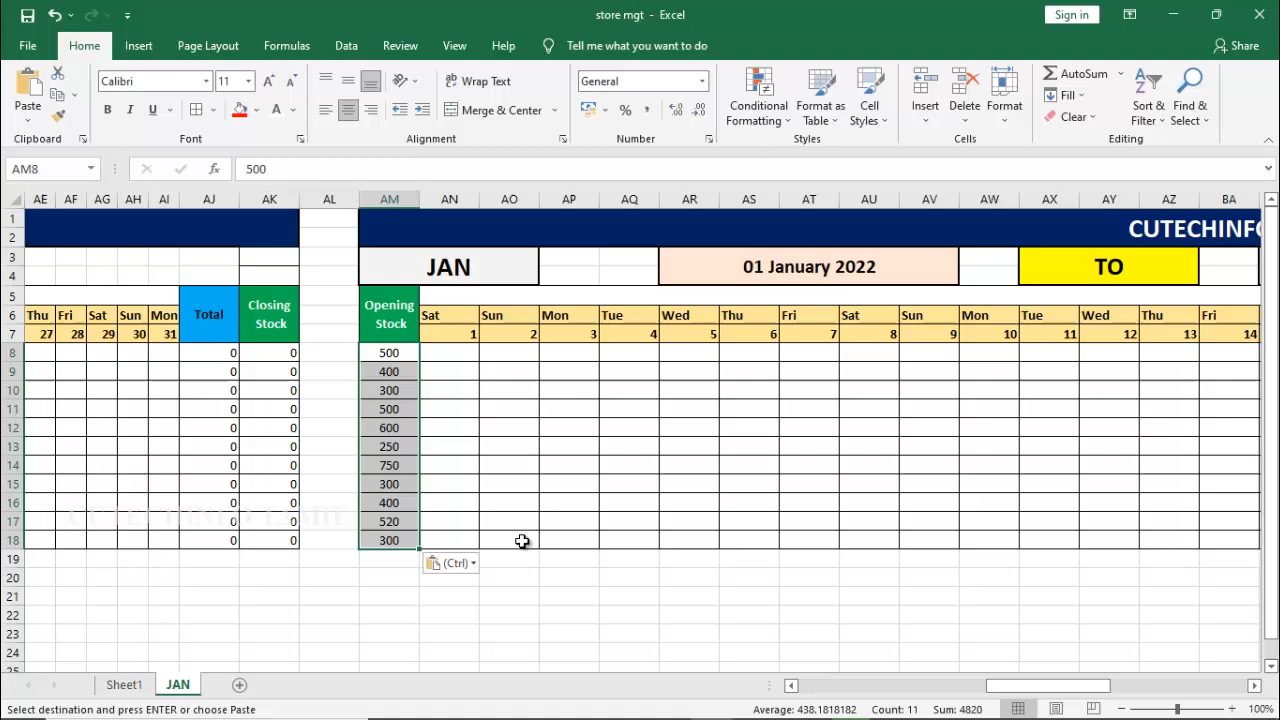 store mgt - Excel
Sign in
File Home Insert Page Layout Formulas Data Review View Help Tell me what you want to do Share
Paste
Calibri 11
B I U A
Wrap Text
Merge & Center
General
Conditional Formatting
Format as Table
Cell Styles
Insert Delete Format
AutoSum
Fill
Clear
Sort & Filter
Find & Select
Clipboard Font Alignment Number Styles Cells Editing
AM8 fx 500
AE AF AG AH AI AJ AK AL AM AN AO AP AQ AR AS AT AU AV AW AX AY AZ BA
1
2 CUTECHINFO
3
4 JAN 01 January 2022 TO
5 Total Closing Stock Opening Stock
6 Thu Fri Sat Sun Mon Sat Sun Mon Tue Wed Thu Fri Sat Sun Mon Tue Wed Thu Fri
7 27 28 29 30 31 1 2 3 4 5 6 7 8 9 10 11 12 13 14
8 0 0 500
9 0 0 400
10 0 0 300
11 0 0 500
12 0 0 600
13 0 0 250
14 0 0 750
15 0 0 300
16 0 0 400
17 0 0 520
18 0 0 300
19 (Ctrl)
20
21
22
23
24
25
Sheet1 JAN
Select destination and press ENTER or choose Paste Average: 438.1818182 Count: 11 Sum: 4820 100%